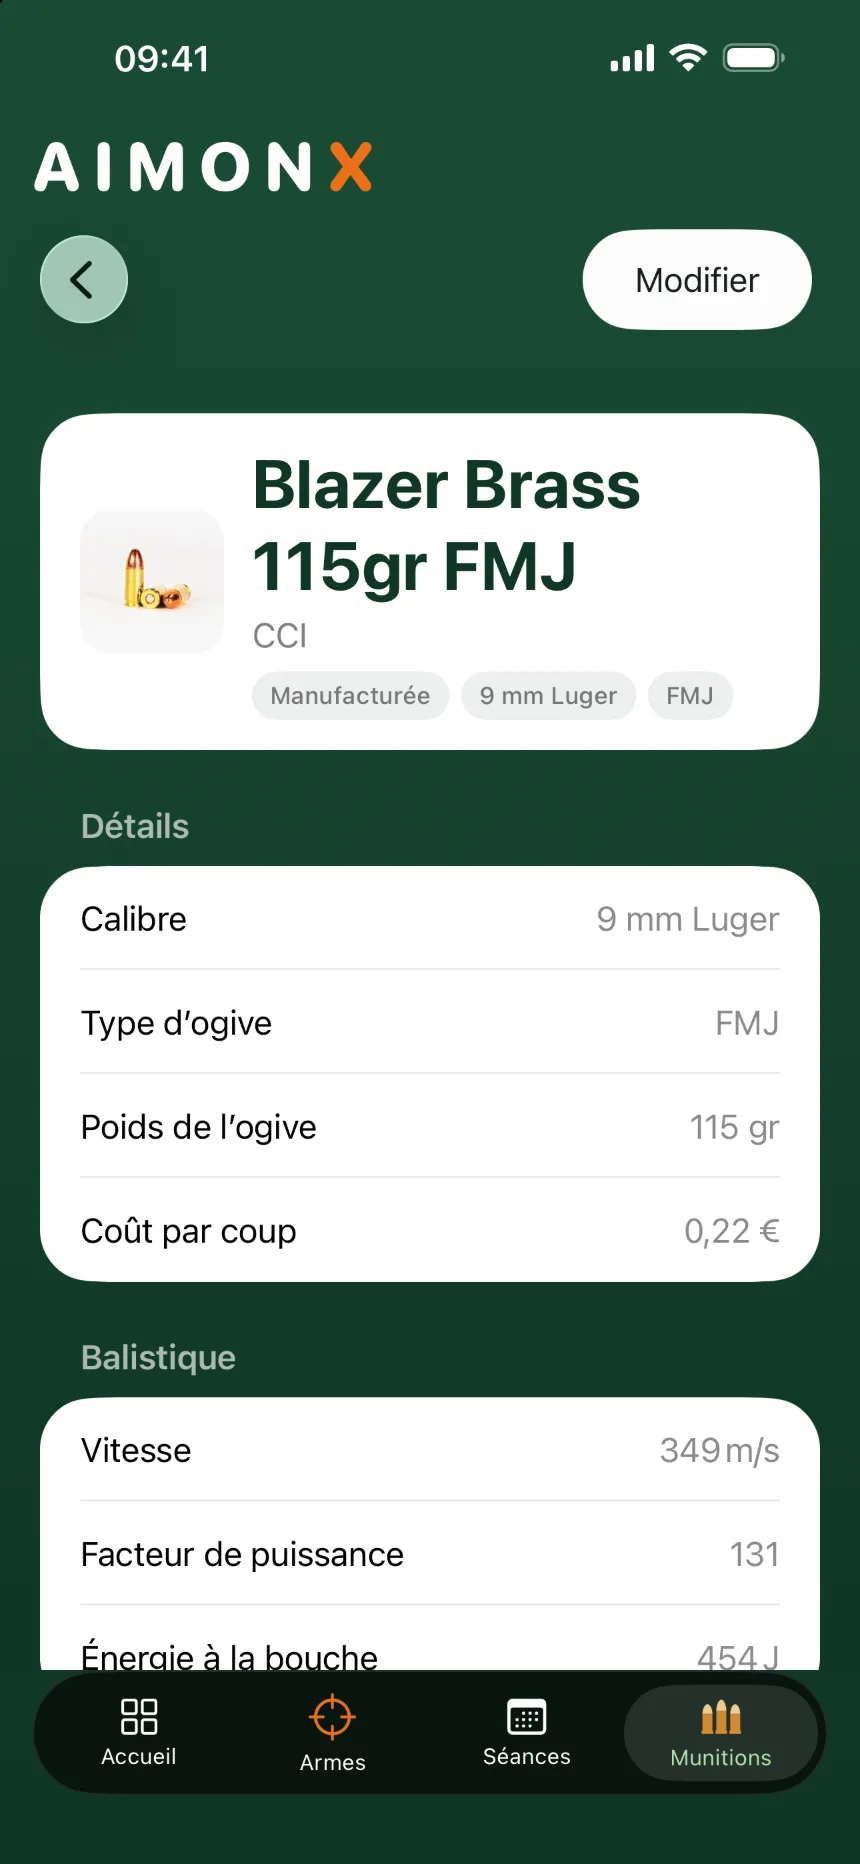 09:41
AIMONX
Modifier
Blazer Brass
115gr FMJ
CCI
Manufacturée 9 mm Luger FMJ
Détails
Calibre 9 mm Luger
Type d’ogive FMJ
Poids de l’ogive 115 gr
Coût par coup 0,22 €
Balistique
Vitesse 349 m/s
Facteur de puissance 131
Énergie à la bouche 454 J
Accueil Armes Séances Munitions